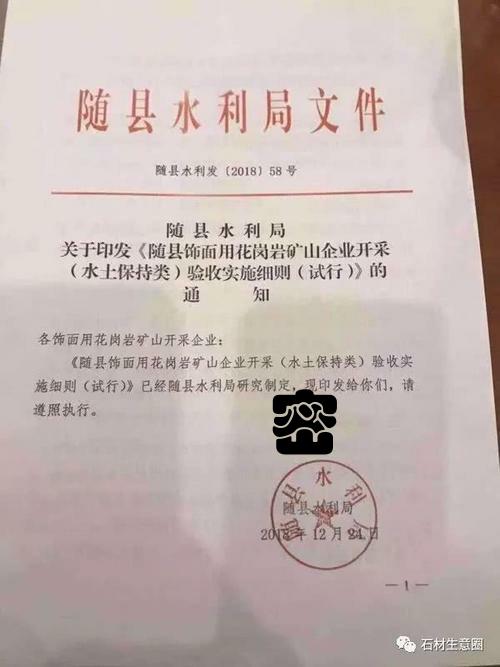 随县水利局文件
随县水利发〔2018〕58号
随县水利局
关于印发《随县饰面用花岗岩矿山企业开采
（水土保持类）验收实施细则（试行）》的
通 知
各饰面用花岗岩矿山开采企业：
《随县饰面用花岗岩矿山企业开采（水土保持类）验收实
施细则（试行）》已经随县水利局研究制定，现印发给你们，请
遵照执行。
随县水利局
随县水利局
2018年12月24日
—1—
石材生意圈